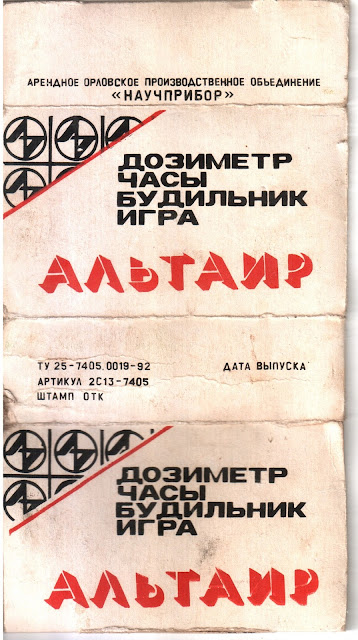 АРЕНДНОЕ ОРЛОВСКОЕ ПРОИЗВОДСТВЕННОЕ ОБЪЕДИНЕНИЕ
«НАУЧПРИБОР»
ДОЗИМЕТР
ЧАСЫ
БУДИЛЬНИК
ИГРА
АЛЬТАИР
ТУ 25-7405.0019-92 ДАТА ВЫПУСКА
АРТИКУЛ 2С13-7405
ШТАМП ОТК
ДОЗИМЕТР
ЧАСЫ
БУДИЛЬНИК
ИГРА
АЛЬТАИР